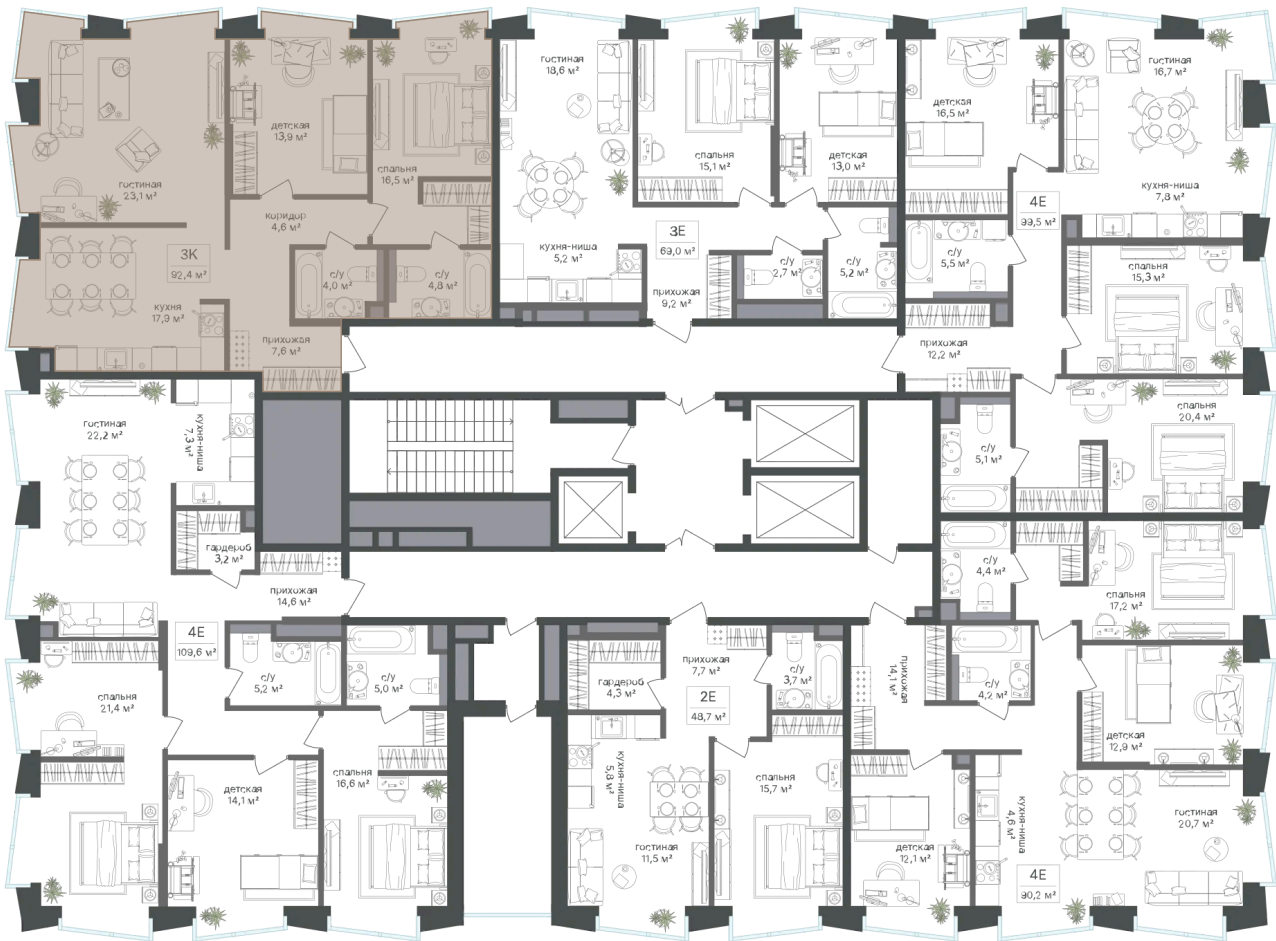 гостиная
23,1 м²
детская
13,9 м²
спальня
16,5 м²
коридор
4,6 м²
3K
92,4 м²
с/у
4,0 м²
с/у
4,8 м²
кухня
17,9 м²
прихожая
7,6 м²
гостиная
18,6 м²
спальня
15,1 м²
детская
13,0 м²
кухня-ниша
5,2 м²
3E
69,0 м²
с/у
2,7 м²
с/у
5,2 м²
прихожая
9,2 м²
детская
16,5 м²
гостиная
16,7 м²
кухня-ниша
7,8 м²
4E
99,5 м²
с/у
5,5 м²
спальня
15,3 м²
прихожая
12,2 м²
спальня
20,4 м²
с/у
5,1 м²
гостиная
22,2 м²
кухня-ниша
7,3 м²
гардероб
3,2 м²
прихожая
14,6 м²
4E
109,6 м²
с/у
5,2 м²
с/у
5,0 м²
спальня
21,4 м²
детская
14,1 м²
спальня
16,6 м²
гардероб
4,3 м²
прихожая
7,7 м²
с/у
3,7 м²
2E
48,7 м²
кухня-ниша
5,8 м²
гостиная
11,5 м²
спальня
15,7 м²
с/у
4,4 м²
спальня
17,2 м²
прихожая
14,1 м²
с/у
4,2 м²
детская
12,9 м²
детская
12,1 м²
кухня-ниша
4,6 м²
гостиная
20,7 м²
4E
90,2 м²